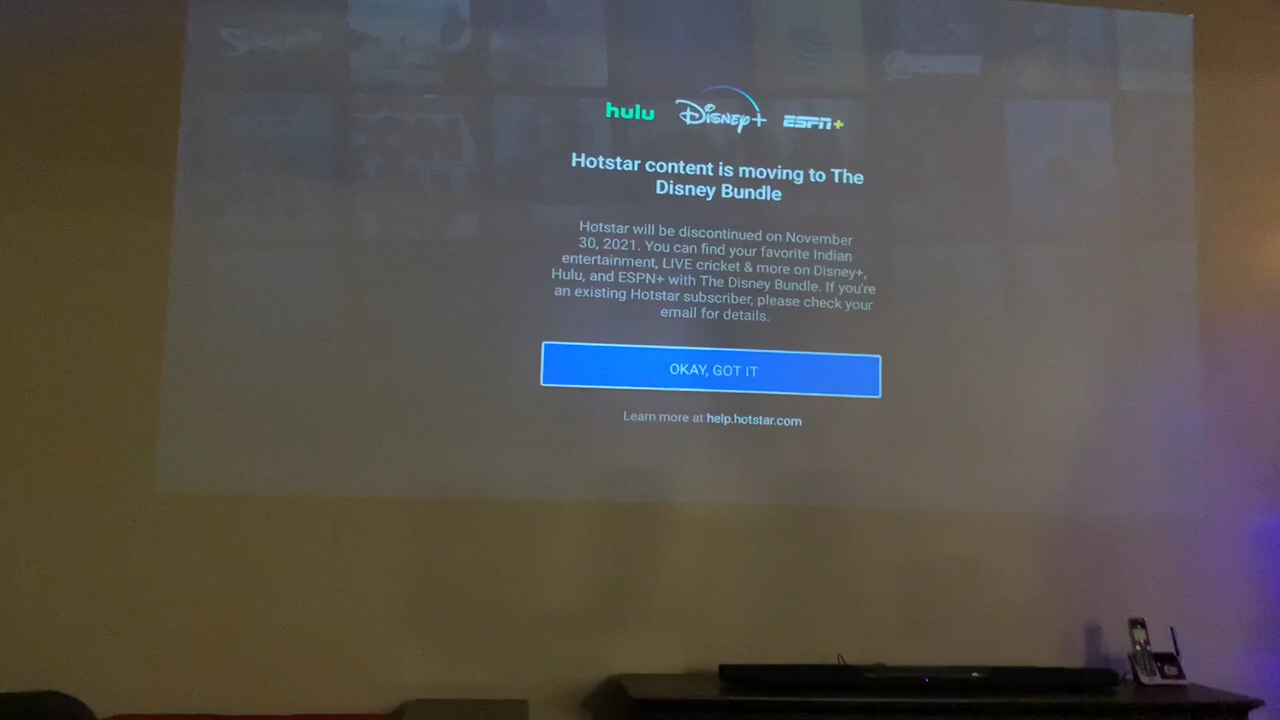 hulu Disney+ ESPN+
Hotstar content is moving to The
Disney Bundle
Hotstar will be discontinued on November
30, 2021. You can find your favorite Indian
entertainment, LIVE cricket & more on Disney+,
Hulu, and ESPN+ with The Disney Bundle. If you're
an existing Hotstar subscriber, please check your
email for details.
OKAY, GOT IT
Learn more at help.hotstar.com